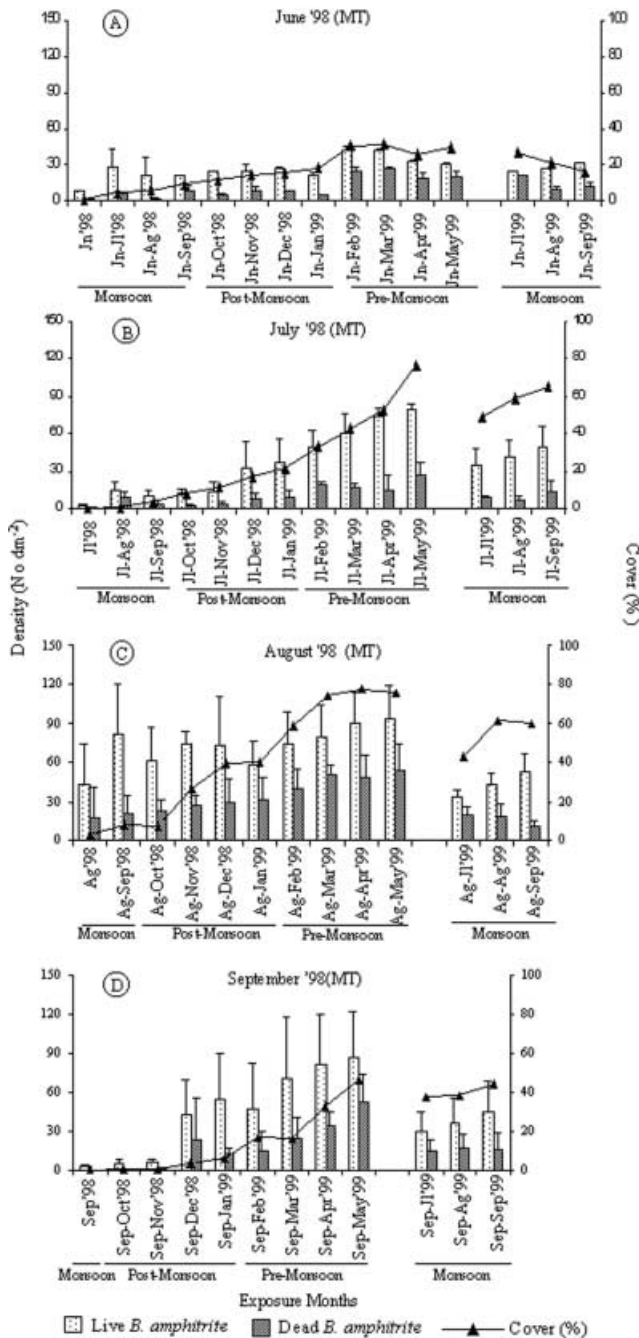 A
June '98 (MT)
150
120
90
60
30
0
100
80
60
40
20
0
Jn'98
Jn-Jl'98
Jn-Ag'98
Jn-Sep'98
Jn-Oct'98
Jn-Nov'98
Jn-Dec'98
Jn-Jan'99
Jn-Feb'99
Jn-Mar'99
Jn-Apr'99
Jn-May'99
Jn-Jl'99
Jn-Ag'99
Jn-Sep'99
Monsoon
Post-Monsoon
Pre-Monsoon
Monsoon
B
July '98 (MT)
150
120
90
60
30
0
100
80
60
40
20
0
Jl'98
Jl-Ag'98
Jl-Sep'98
Jl-Oct'98
Jl-Nov'98
Jl-Dec'98
Jl-Jan'99
Jl-Feb'99
Jl-Mar'99
Jl-Apr'99
Jl-May'99
Jl-Jl'99
Jl-Ag'99
Jl-Sep'99
Monsoon
Post-Monsoon
Pre-Monsoon
Monsoon
Density (No dm⁻²)
Cover (%)
C
August '98 (MT)
150
120
90
60
30
0
100
80
60
40
20
0
Ag'98
Ag-Sep'98
Ag-Oct'98
Ag-Nov'98
Ag-Dec'98
Ag-Jan'99
Ag-Feb'99
Ag-Mar'99
Ag-Apr'99
Ag-May'99
Ag-Jl'99
Ag-Ag'99
Ag-Sep'99
Monsoon
Post-Monsoon
Pre-Monsoon
Monsoon
D
September '98(MT)
150
120
90
60
30
0
100
80
60
40
20
0
Sep'98
Sep-Oct'98
Sep-Nov'98
Sep-Dec'98
Sep-Jan'99
Sep-Feb'99
Sep-Mar'99
Sep-Apr'99
Sep-May'99
Sep-Jl'99
Sep-Ag'99
Sep-Sep'99
Monsoon
Post-Monsoon
Pre-Monsoon
Monsoon
Exposure Months
Live B. amphitrite
Dead B. amphitrite
Cover (%)